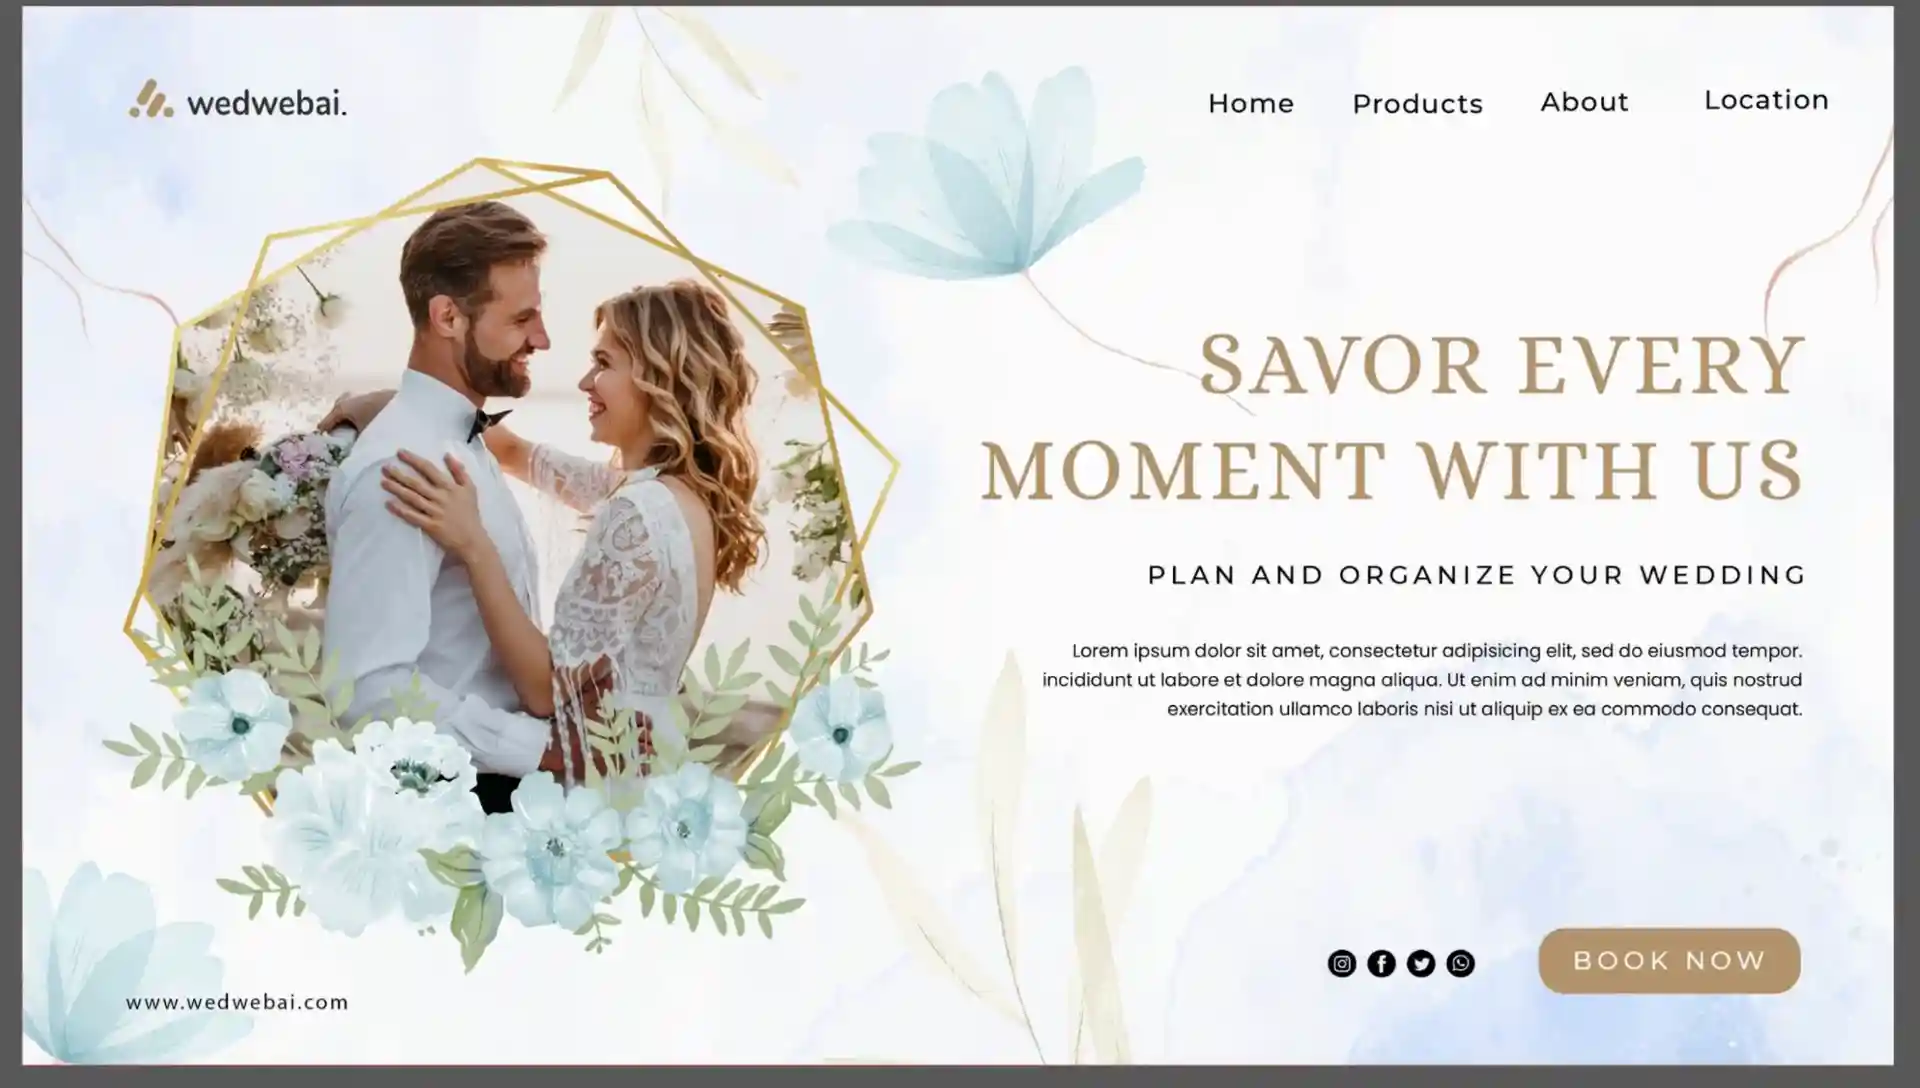 wedwebai.
Home Products About Location
SAVOR EVERY
MOMENT WITH US
PLAN AND ORGANIZE YOUR WEDDING
Lorem ipsum dolor sit amet, consectetur adipisicing elit, sed do eiusmod tempor.
incididunt ut labore et dolore magna aliqua. Ut enim ad minim veniam, quis nostrud
exercitation ullamco laboris nisi ut aliquip ex ea commodo consequat.
BOOK NOW
www.wedwebai.com